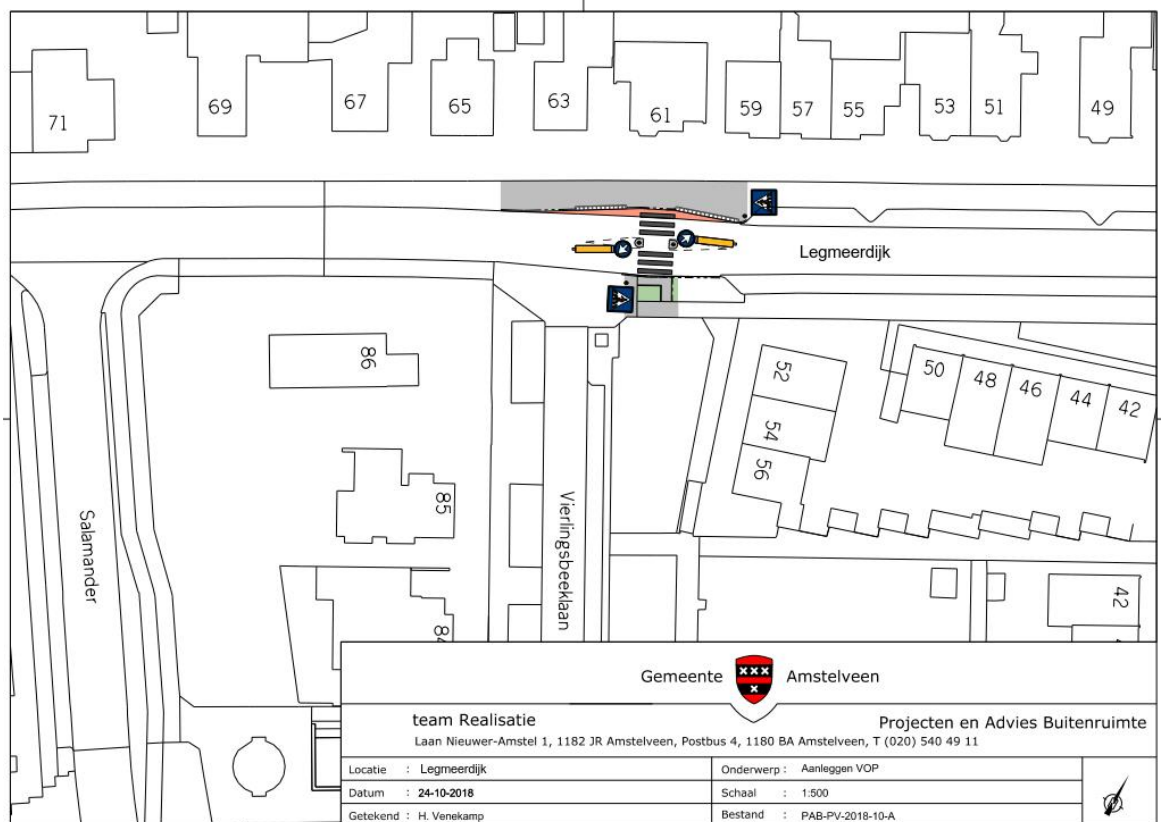 71
69
67
65
63
61
59
57
55
53
51
49
Legmeerdijk
86
52
54
56
50
48
46
44
42
85
Salamander
Vierlingsbeeklaan
84
42
Gemeente Amstelveen
team Realisatie
Projecten en Advies Buitenruimte
Laan Nieuwer-Amstel 1, 1182 JR Amstelveen, Postbus 4, 1180 BA Amstelveen, T (020) 540 49 11
Locatie : Legmeerdijk
Onderwerp : Aanleggen VOP
Datum : 24-10-2018
Schaal : 1:500
Getekend : H. Venekamp
Bestand : PAB-PV-2018-10-A